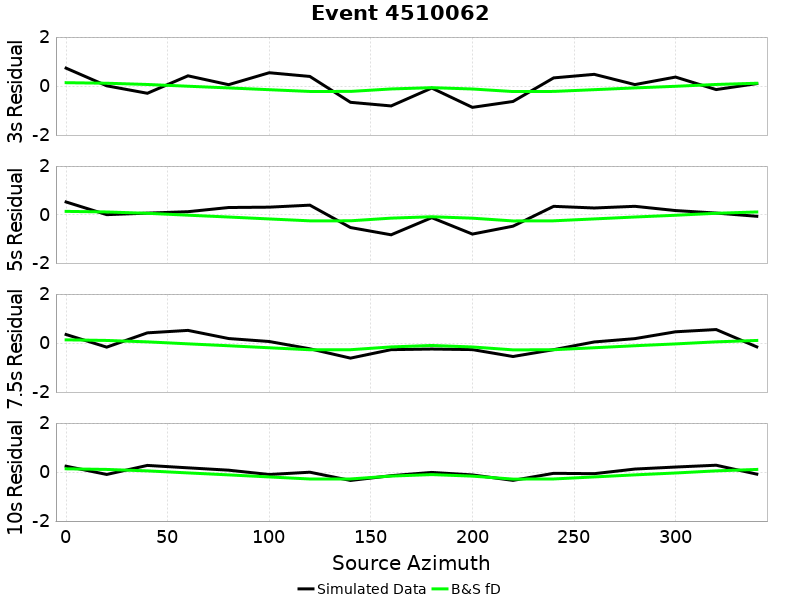 Event 4510062
3s Residual
2
0
-2
5s Residual
2
0
-2
7.5s Residual
2
0
-2
10s Residual
2
0
-2
0 50 100 150 200 250 300
Source Azimuth
Simulated Data B&S fD